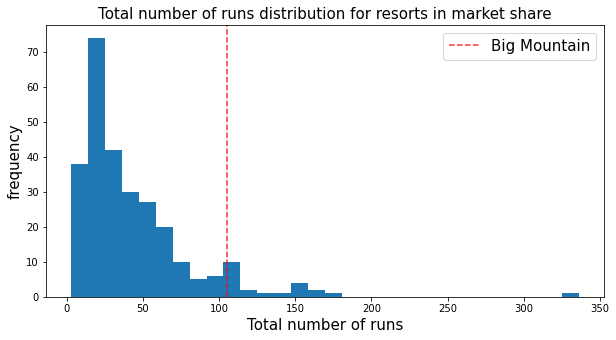 Total number of runs distribution for resorts in market share
Big Mountain
frequency
70
60
50
40
30
20
10
0
0 50 100 150 200 250 300 350
Total number of runs